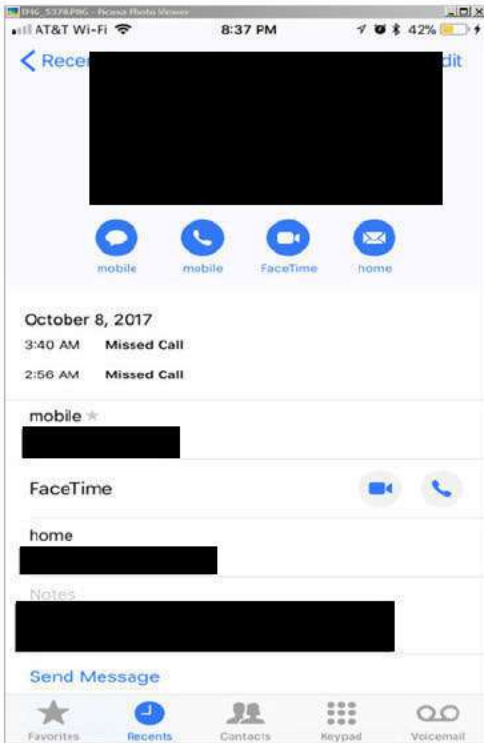 IMG_5378.PNG - Picasa Photo Viewer
AT&T Wi-Fi 8:37 PM 42%
Recen dit
mobile mobile FaceTime home
October 8, 2017
3:40 AM Missed Call
2:56 AM Missed Call
mobile
FaceTime
home
Notes
Send Message
Favorites Recents Contacts Keypad Voicemail